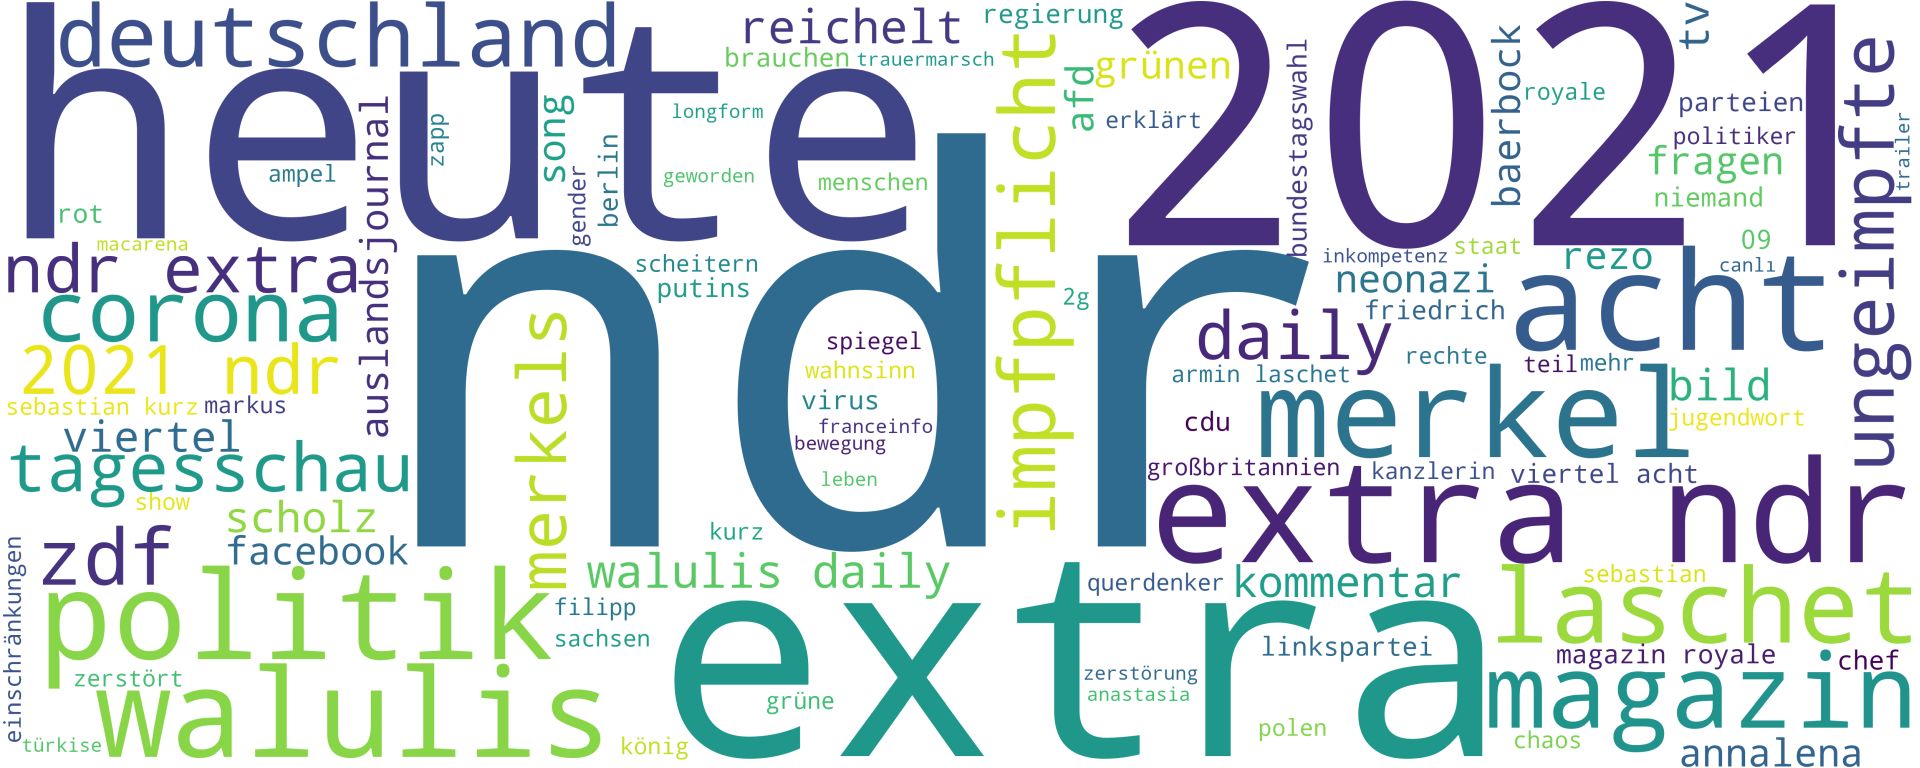 heute
2021
deutschland
reichelt
regierung
brauchen
trauermarsch
grünen
tv
impfpflicht
afd
erklärt
bundestagswahl
baerbock
royale
parteien
politiker
fragen
niemand
ungeimpfte
trailer
auslandsjournal
zapp
song
longform
ampel
gender
berlin
geworden
menschen
rot
macarena
ndr extra
ndr
scheitern
putins
2g
inkompetenz
staat
rezo
09
canlı
neonazi
friedrich
acht
corona
2021 ndr
merkels
spiegel
wahnsinn
virus
franceinfo
bewegung
leben
daily
rechte
teil
mehr
armin laschet
merkel
bild
jugendwort
sebastian kurz
markus
cdu
viertel
tagesschau
großbritannien
kanzlerin
viertel acht
extra ndr
show
scholz
zdf
facebook
kurz
walulis daily
querdenker
kommentar
sebastian
einschränkungen
politik
filipp
sachsen
extra
laschet
linkspartei
magazin royale
chef
zerstört
walulis
grüne
zerstörung
anastasia
magazin
türkise
könig
polen
chaos
annalena